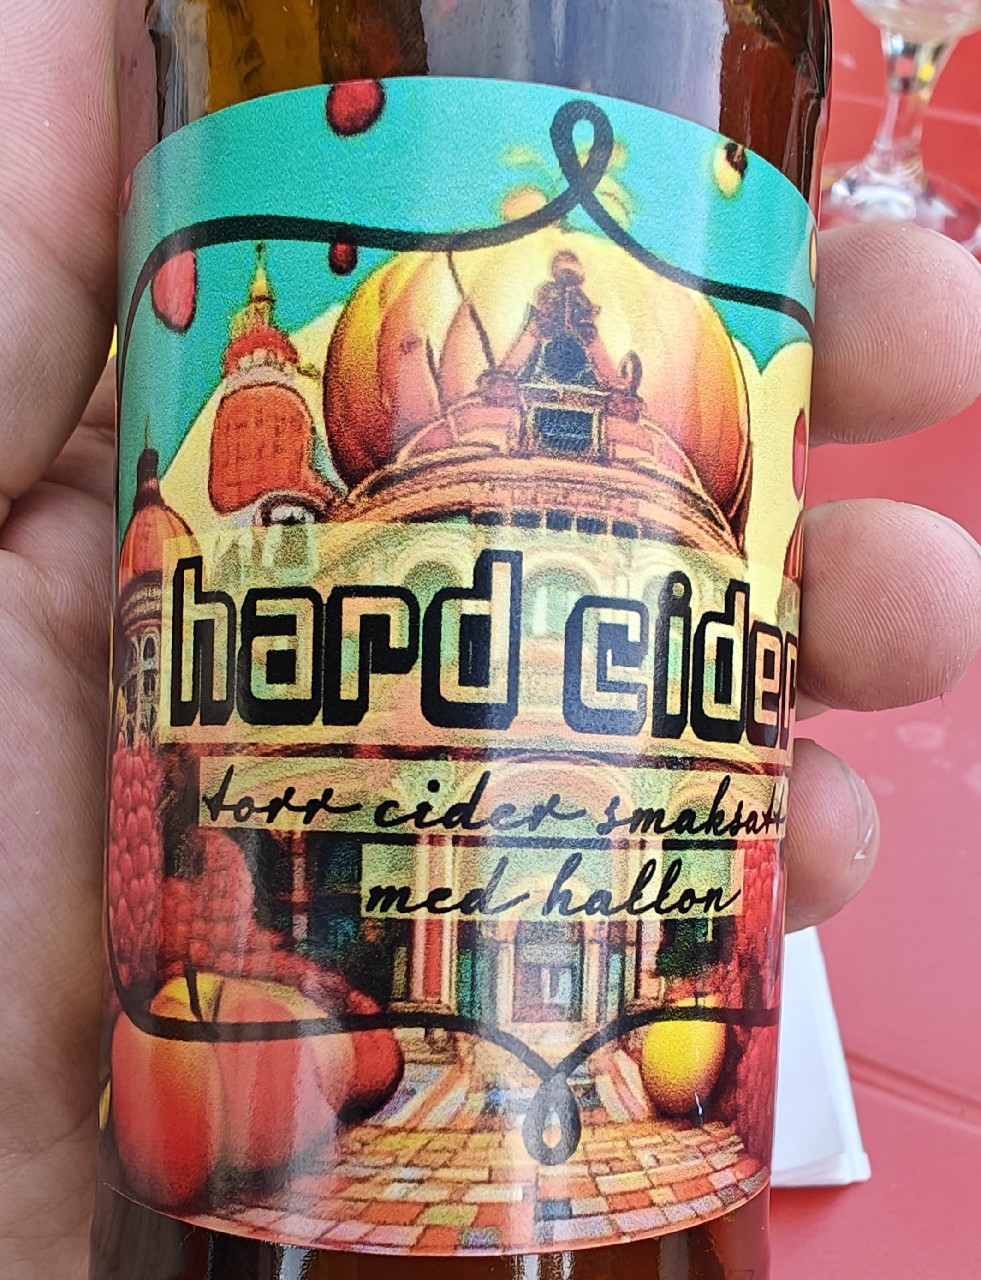 hard cider
torr cider smaksatt
med hallon